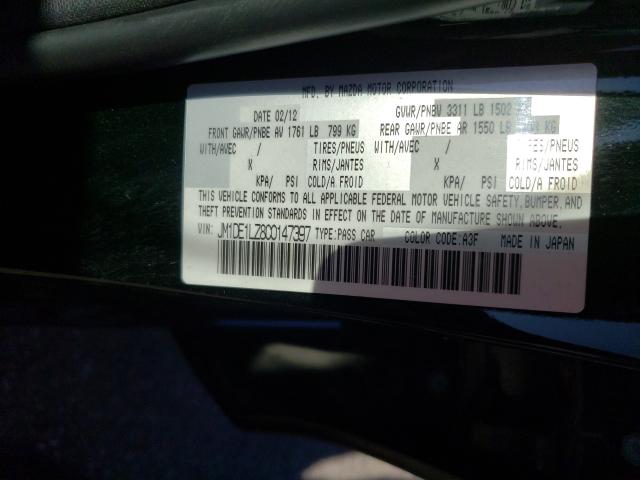 MFD. BY MAZDA MOTOR CORPORATION
DATE 02/12 GVWR/PNBV 3311 LB 1502
FRONT GAWR/PNBE AV 1761 LB 799 KG REAR GAWR/PNBE AR 1550 LB KG
WITH/AVEC / TIRES/PNEUS WITH/AVEC / TIRES/PNEUS
X RIMS/JANTES X RIMS/JANTES
KPA/ PSI COLD/A FROID KPA/ PSI COLD/A FROID
THIS VEHICLE CONFORMS TO ALL APPLICABLE FEDERAL MOTOR VEHICLE SAFETY, BUMPER, AND
THEFT PREVENTION STANDARDS IN EFFECT ON THE DATE OF MANUFACTURE SHOWN ABOVE.
VIN: JM1DE1LZ8C0147397 TYPE:PASS CAR COLOR CODE:A3F MADE IN JAPAN